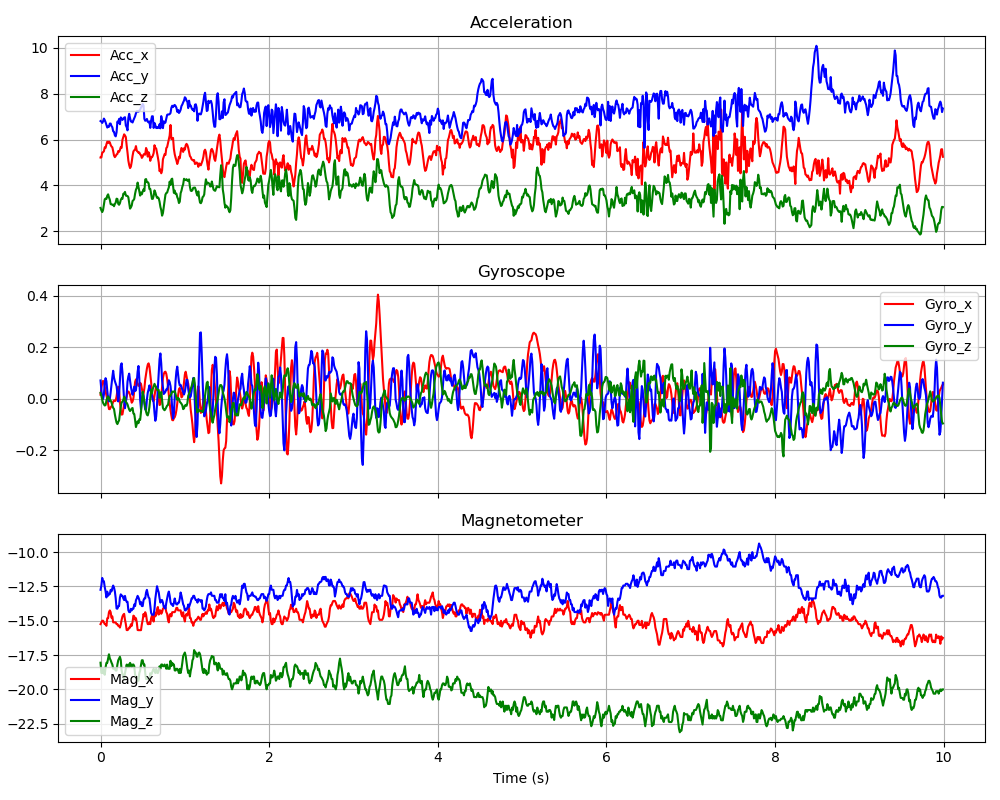 Acceleration
10
8
6
4
2
Acc_x
Acc_y
Acc_z
Gyroscope
0.4
0.2
0.0
−0.2
Gyro_x
Gyro_y
Gyro_z
Magnetometer
−10.0
−12.5
−15.0
−17.5
−20.0
−22.5
Mag_x
Mag_y
Mag_z
0 2 4 6 8 10
Time (s)